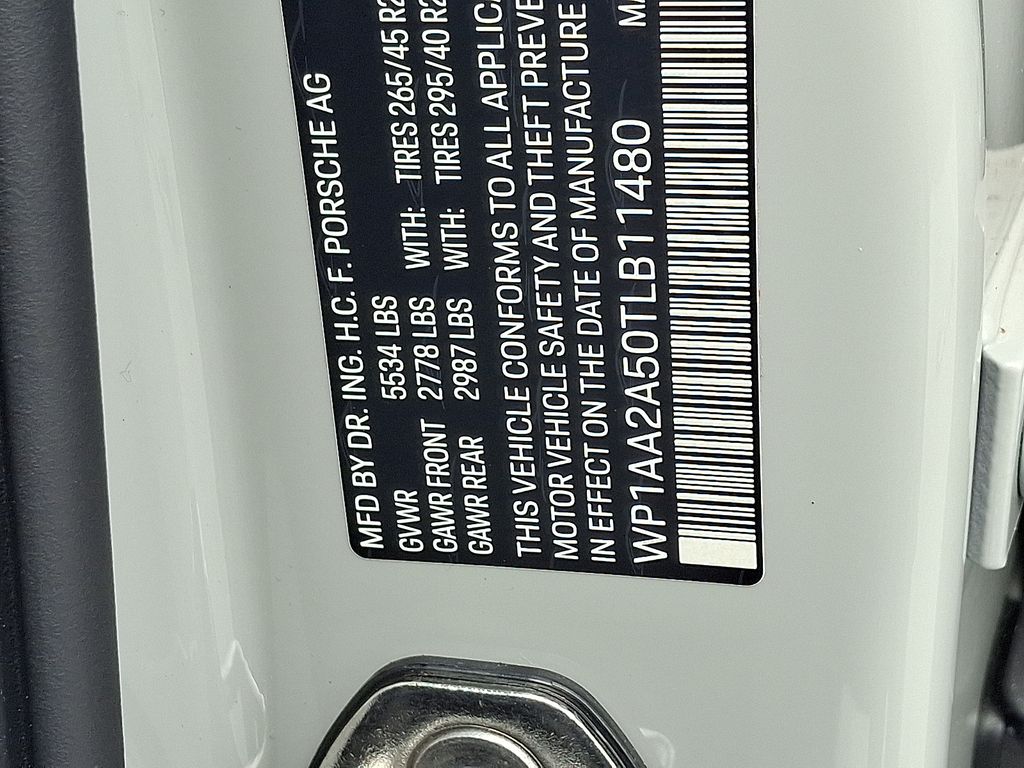 MFD BY DR. ING. H.C. F. PORSCHE AG
GVWR 5534 LBS
GAWR FRONT 2778 LBS WITH: TIRES 265/45
GAWR REAR 2987 LBS WITH: TIRES 295/40
THIS VEHICLE CONFORMS TO ALL
MOTOR VEHICLE SAFETY AND THEFT
IN EFFECT ON THE DATE OF MANUFACTURE
WP1AA2A50TLB11480